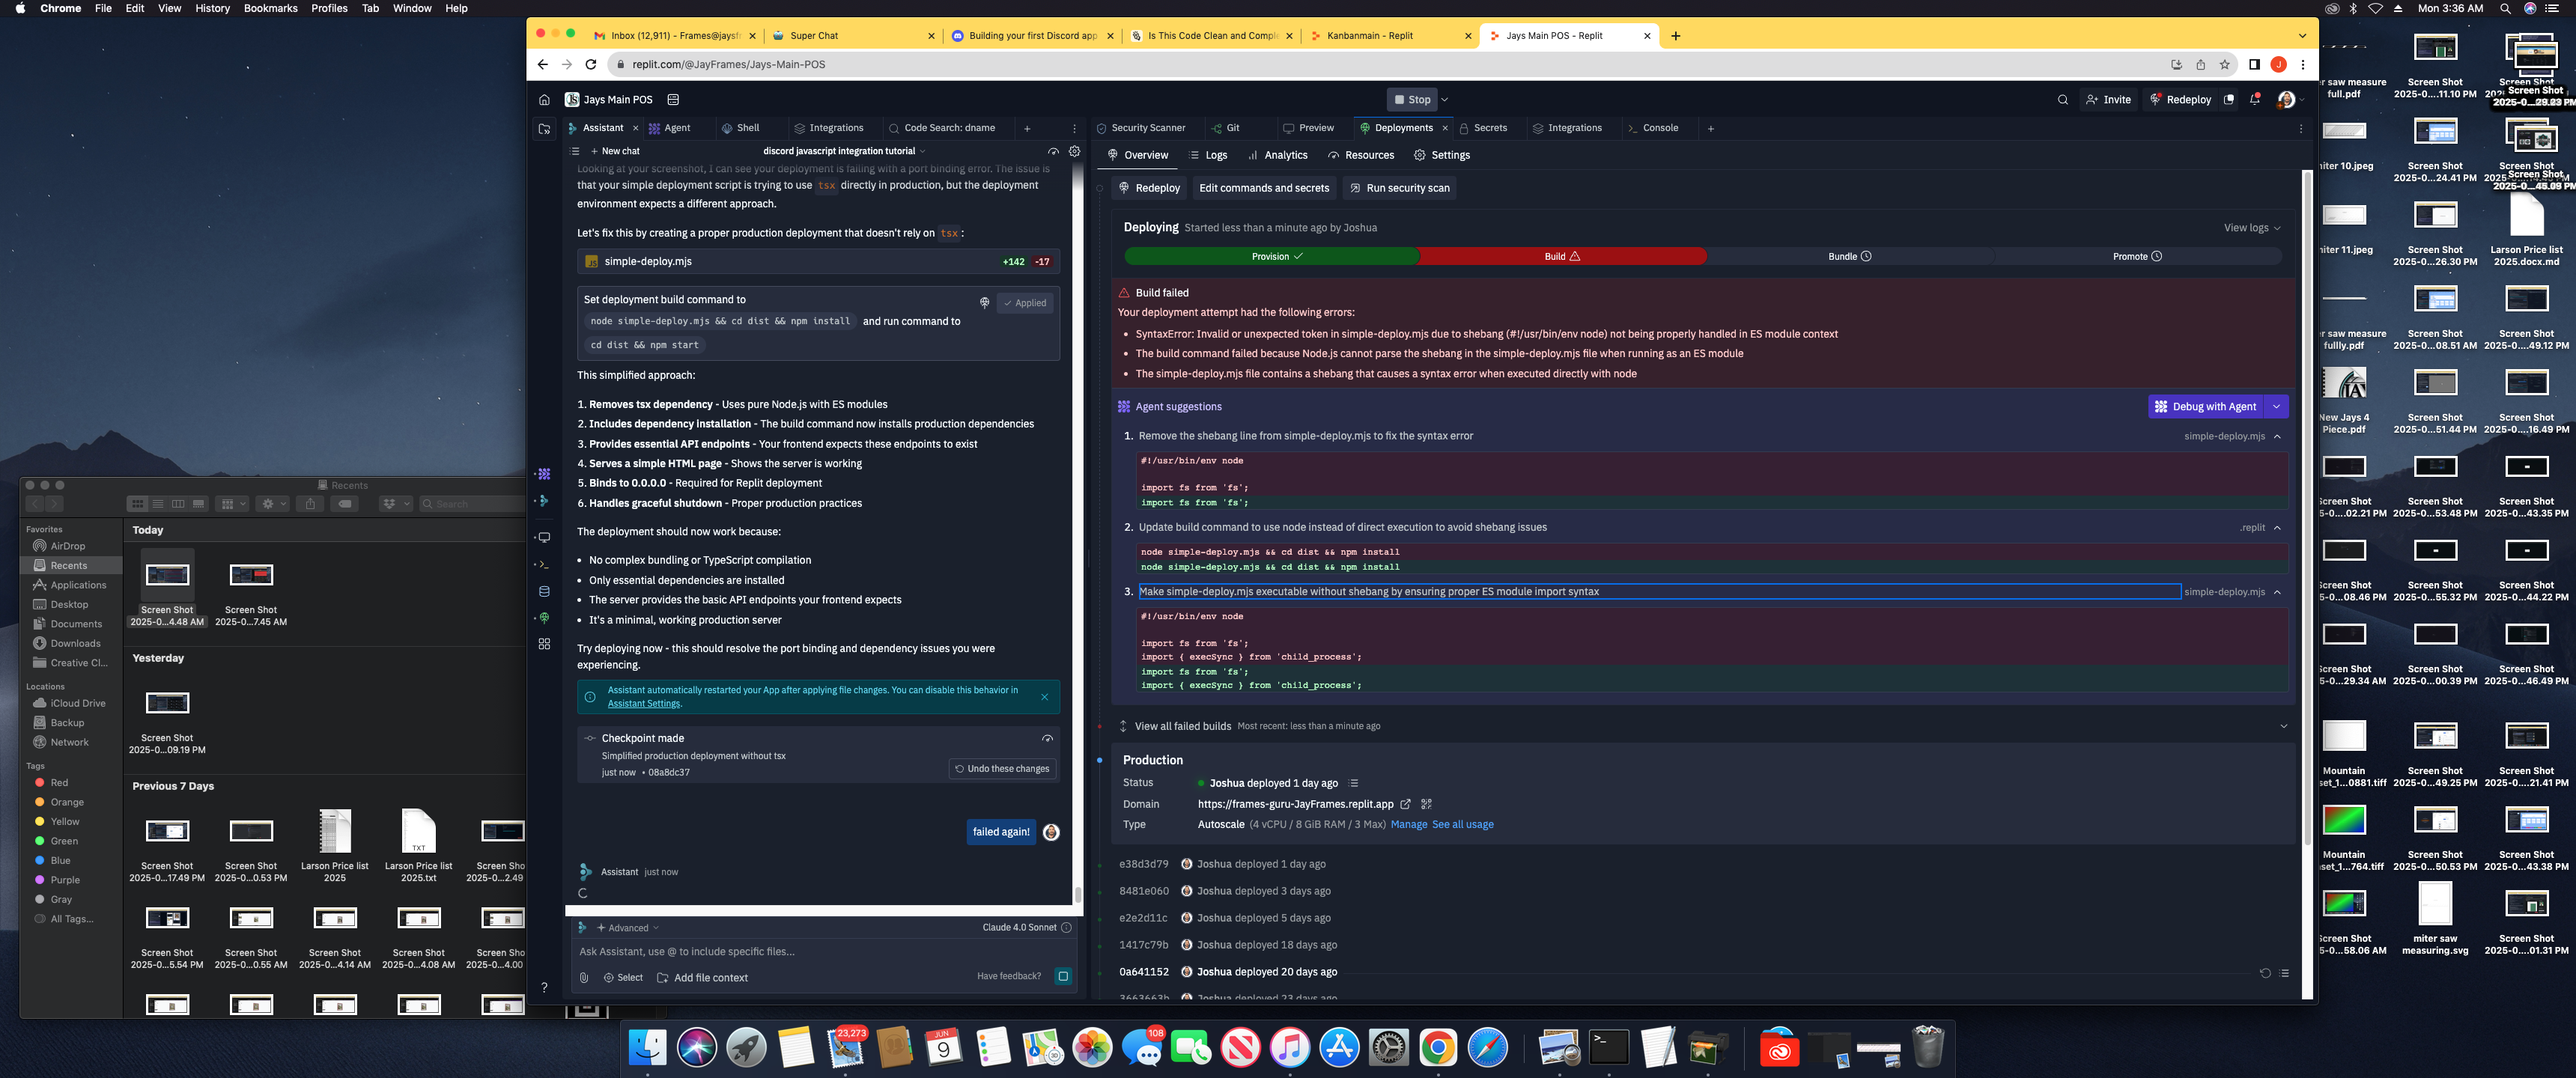 Chrome File Edit View History Bookmarks Profiles Tab Window Help
Mon 3:36 AM
Inbox (12,911) - Frames@jaysfr
Super Chat
Building your first Discord app
Is This Code Clean and Comple
Kanbanmain - Replit
Jays Main POS - Replit
replit.com/@JayFrames/Jays-Main-POS
Jays Main POS
Stop
Invite
Redeploy
Assistant
Agent
Shell
Integrations
Code Search: dname
New chat
discord javascript integration tutorial
Looking at your screenshot, I can see your deployment is failing with a port binding error. The issue is
that your simple deployment script is trying to use tsx directly in production, but the deployment
environment expects a different approach.
Let's fix this by creating a proper production deployment that doesn't rely on tsx :
simple-deploy.mjs
+142 -17
Set deployment build command to
Applied
node simple-deploy.mjs && cd dist && npm install and run command to
cd dist && npm start
This simplified approach:
1. Removes tsx dependency - Uses pure Node.js with ES modules
2. Includes dependency installation - The build command now installs production dependencies
3. Provides essential API endpoints - Your frontend expects these endpoints to exist
4. Serves a simple HTML page - Shows the server is working
5. Binds to 0.0.0.0 - Required for Replit deployment
6. Handles graceful shutdown - Proper production practices
The deployment should now work because:
No complex bundling or TypeScript compilation
Only essential dependencies are installed
The server provides the basic API endpoints your frontend expects
It's a minimal, working production server
Try deploying now - this should resolve the port binding and dependency issues you were
experiencing.
Assistant automatically restarted your App after applying file changes. You can disable this behavior in
Assistant Settings.
Checkpoint made
Simplified production deployment without tsx
just now • 08a8dc37
Undo these changes
failed again!
Assistant just now
Advanced
Claude 4.0 Sonnet
Ask Assistant, use @ to include specific files...
Select
Add file context
Have feedback?
Security Scanner
Git
Preview
Deployments
Secrets
Integrations
Console
Overview
Logs
Analytics
Resources
Settings
Redeploy
Edit commands and secrets
Run security scan
Deploying Started less than a minute ago by Joshua
View logs
Provision
Build
Bundle
Promote
Build failed
Your deployment attempt had the following errors:
SyntaxError: Invalid or unexpected token in simple-deploy.mjs due to shebang (#!/usr/bin/env node) not being properly handled in ES module context
The build command failed because Node.js cannot parse the shebang in the simple-deploy.mjs file when running as an ES module
The simple-deploy.mjs file contains a shebang that causes a syntax error when executed directly with node
Agent suggestions
Debug with Agent
1. Remove the shebang line from simple-deploy.mjs to fix the syntax error
simple-deploy.mjs
#!/usr/bin/env node
import fs from 'fs';
import fs from 'fs';
2. Update build command to use node instead of direct execution to avoid shebang issues
.replit
node simple-deploy.mjs && cd dist && npm install
node simple-deploy.mjs && cd dist && npm install
3. Make simple-deploy.mjs executable without shebang by ensuring proper ES module import syntax
simple-deploy.mjs
#!/usr/bin/env node
import fs from 'fs';
import { execSync } from 'child_process';
import fs from 'fs';
import { execSync } from 'child_process';
View all failed builds Most recent: less than a minute ago
Production
Status Joshua deployed 1 day ago
Domain https://frames-guru-JayFrames.replit.app
Type Autoscale (4 vCPU / 8 GiB RAM / 3 Max) Manage See all usage
e38d3d79 Joshua deployed 1 day ago
8481e060 Joshua deployed 3 days ago
e2e2d11c Joshua deployed 5 days ago
1417c79b Joshua deployed 18 days ago
0a641152 Joshua deployed 20 days ago
3663663b Joshua deployed 23 days ago
Recents
Search
Favorites
AirDrop
Recents
Applications
Desktop
Documents
Downloads
Creative Cl...
Locations
iCloud Drive
Backup
Network
Tags
Red
Orange
Yellow
Green
Blue
Purple
Gray
All Tags...
Today
Screen Shot
2025-0...4.48 AM
Screen Shot
2025-0...7.45 AM
Yesterday
Screen Shot
2025-0...09.19 PM
Previous 7 Days
Screen Shot
2025-0...17.49 PM
Screen Shot
2025-0...0.53 PM
Larson Price list
2025
TXT
Larson Price list
2025.txt
Screen Sho
2025-0...2.49
Screen Shot
2025-0...5.54 PM
Screen Shot
2025-0...0.55 AM
Screen Shot
2025-0...4.14 AM
Screen Shot
2025-0...4.08 AM
Screen Sho
2025-0...4.00
er saw measure
full.pdf
Screen Shot
2025-0....11.10 PM
Screen Shot
2025-0...29.23 PM
niter 10.jpeg
Screen Shot
2025-0...24.41 PM
Screen Shot
niter 11.jpeg
Screen Shot
2025-0...26.30 PM
Larson Price list
2025.docx.md
er saw measure
fullly.pdf
Screen Shot
2025-0...08.51 AM
Screen Shot
2025-0....49.12 PM
New Jays 4
Piece.pdf
Screen Shot
2025-0...51.44 PM
Screen Shot
2025-0....16.49 PM
Screen Shot
5-0....02.21 PM
Screen Shot
2025-0...53.48 PM
Screen Shot
2025-0...43.35 PM
Screen Shot
5-0...08.46 PM
Screen Shot
2025-0...55.32 PM
Screen Shot
2025-0...44.22 PM
Screen Shot
5-0...29.34 AM
Screen Shot
2025-0...00.39 PM
Screen Shot
2025-0...46.49 PM
Mountain
set_1...0881.tiff
Screen Shot
2025-0...49.25 PM
Screen Shot
2025-0....21.41 PM
Mountain
set_1...764.tiff
Screen Shot
2025-0...50.53 PM
Screen Shot
2025-0...43.38 PM
Screen Shot
5-0...58.06 AM
miter saw
measuring.svg
Screen Shot
2025-0....01.31 PM
23,273
JUN
9
108